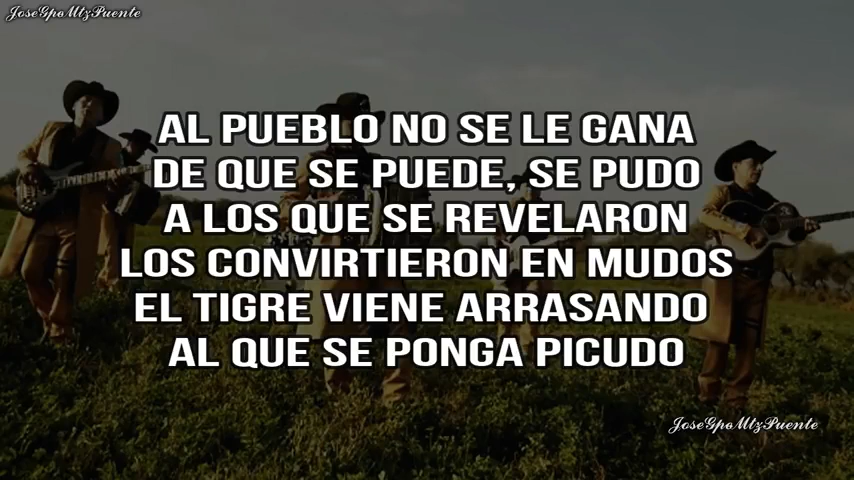 JoseGpoMtzPuente
AL PUEBLO NO SE LE GANA
DE QUE SE PUEDE, SE PUDO
A LOS QUE SE REVELARON
LOS CONVIRTIERON EN MUDOS
EL TIGRE VIENE ARRASANDO
AL QUE SE PONGA PICUDO
JoseGpoMtzPuente